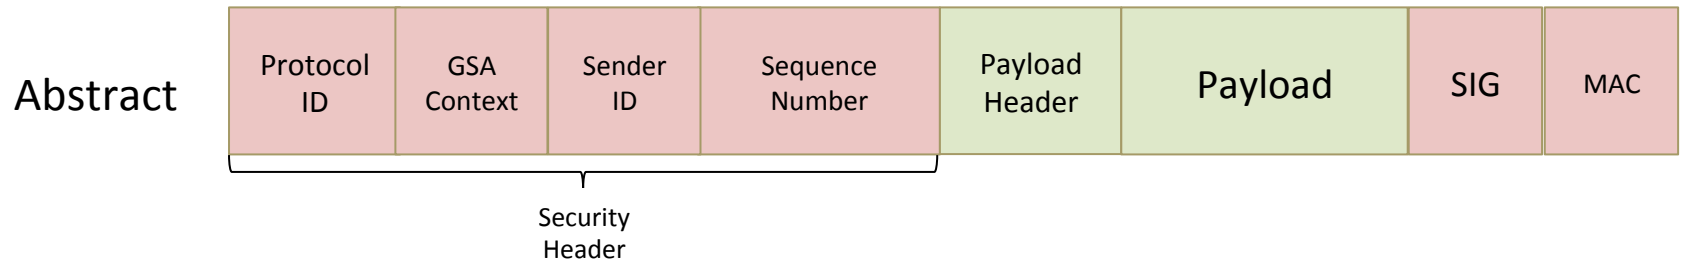 Abstract
Protocol
ID
GSA
Context
Sender
ID
Sequence
Number
Payload
Header
Payload
SIG
MAC
Security
Header